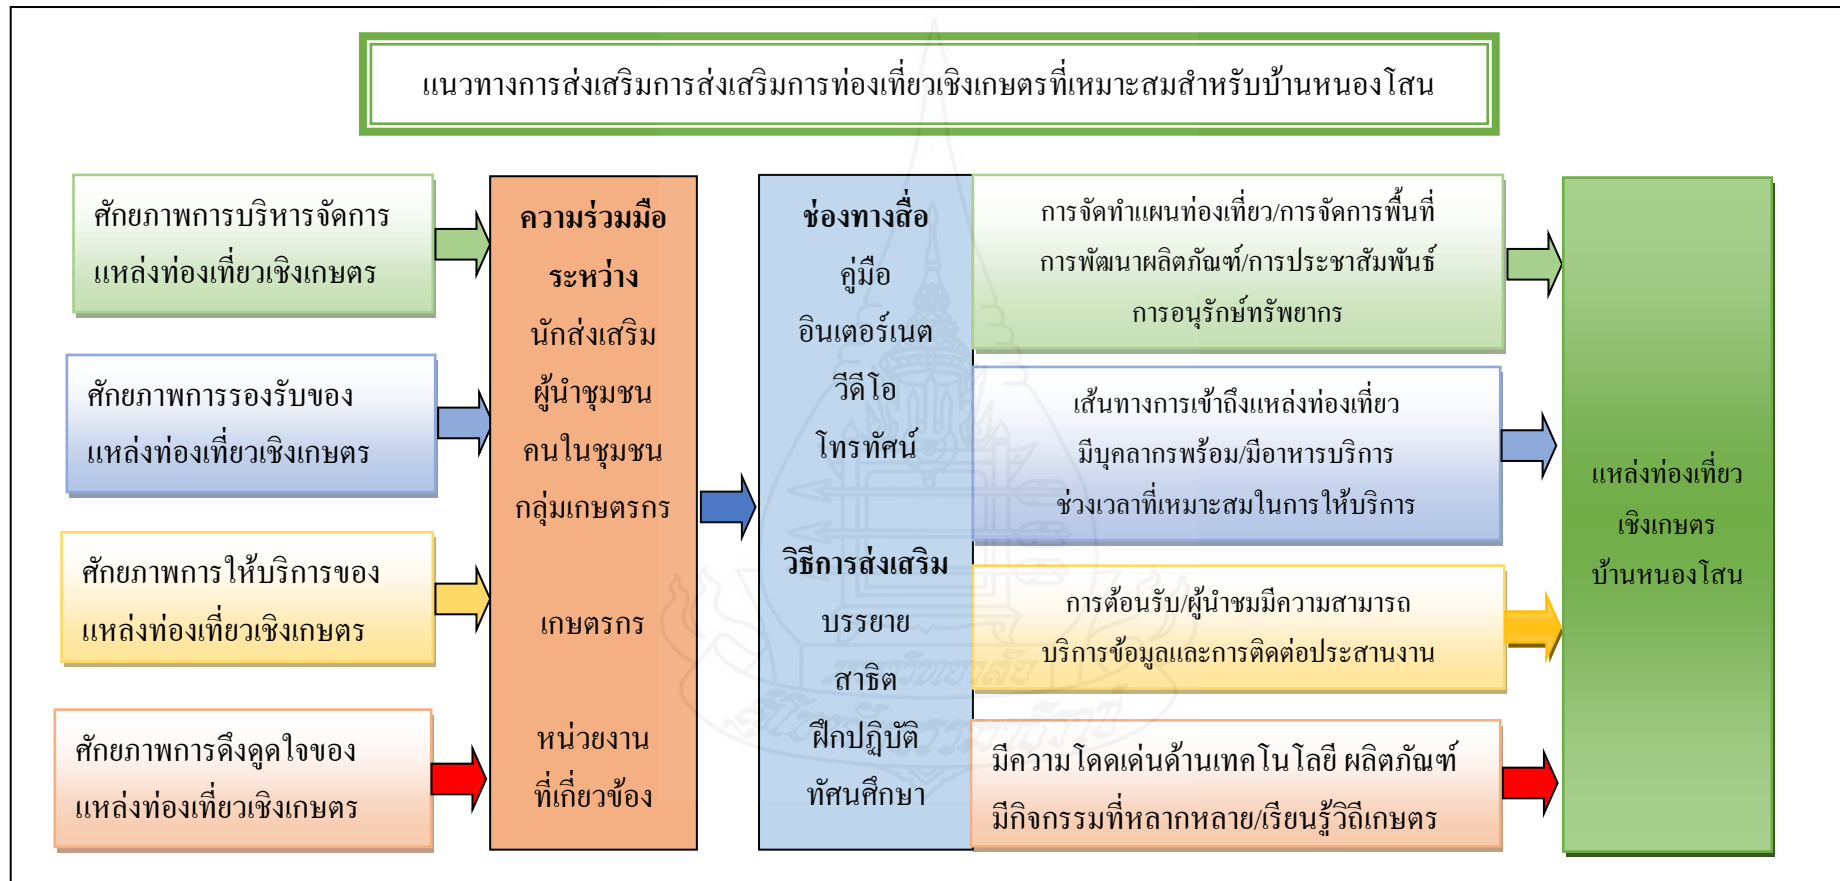 แนวทางการส่งเสริมการส่งเสริมการท่องเที่ยวเชิงเกษตรที่เหมาะสมสำหรับบ้านหนองโสน
ศักยภาพการบริหารจัดการ
แหล่งท่องเที่ยวเชิงเกษตร
ศักยภาพการรองรับของ
แหล่งท่องเที่ยวเชิงเกษตร
ศักยภาพการให้บริการของ
แหล่งท่องเที่ยวเชิงเกษตร
ศักยภาพการดึงดูดใจของ
แหล่งท่องเที่ยวเชิงเกษตร
ความร่วมมือ
ระหว่าง
นักส่งเสริม
ผู้นำชุมชน
คนในชุมชน
กลุ่มเกษตรกร
เกษตรกร
หน่วยงาน
ที่เกี่ยวข้อง
ช่องทางสื่อ
คู่มือ
อินเตอร์เนต
วีดีโอ
โทรทัศน์
วิธีการส่งเสริม
บรรยาย
สาธิต
ฝึกปฏิบัติ
ทัศนศึกษา
การจัดทำแผนท่องเที่ยว/การจัดการพื้นที่
การพัฒนาผลิตภัณฑ์/การประชาสัมพันธ์
การอนุรักษ์ทรัพยากร
เส้นทางการเข้าถึงแหล่งท่องเที่ยว
มีบุคลากรพร้อม/มีอาหารบริการ
ช่วงเวลาที่เหมาะสมในการให้บริการ
การต้อนรับ/ผู้นำชมมีความสามารถ
บริการข้อมูลและการติดต่อประสานงาน
มีความโดดเด่นด้านเทคโนโลยี ผลิตภัณฑ์
มีกิจกรรมที่หลากหลาย/เรียนรู้วิถีเกษตร
แหล่งท่องเที่ยว
เชิงเกษตร
บ้านหนองโสน